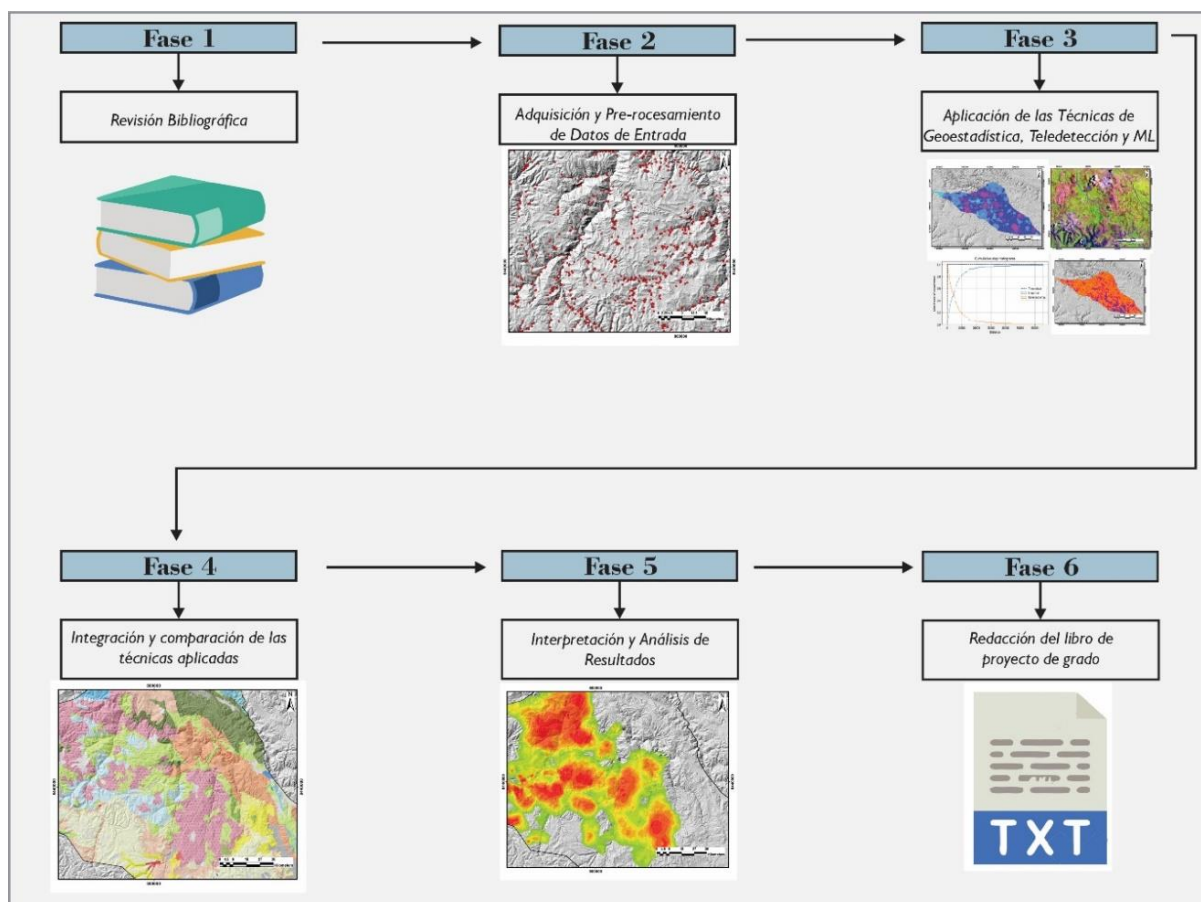 Fase 1
Fase 2
Fase 3
Revisión Bibliográfica
Adquisición y Pre-rocesamiento
de Datos de Entrada
Aplicación de las Técnicas de
Geoestadística, Teledetección y ML
Fase 4
Fase 5
Fase 6
Integración y comparación de las
técnicas aplicadas
Interpretación y Análisis de
Resultados
Redacción del libro de
proyecto de grado
TXT